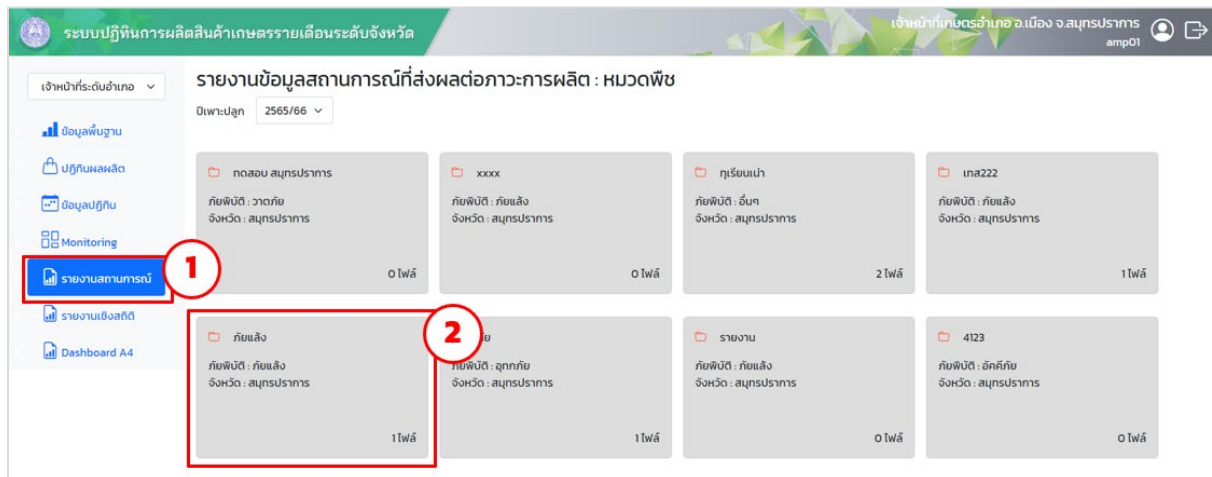 ระบบปฏิทินการผลิตสินค้าเกษตรรายเดือนระดับจังหวัด
เจ้าหน้าที่เกษตรอำเภอ อ.เมือง จ.สมุทรปราการ
amp01
เจ้าหน้าที่ระดับอำเภอ
ข้อมูลพื้นฐาน
ปฏิทินผลผลิต
ข้อมูลปฏิทิน
Monitoring
รายงานสถานการณ์
รายงานเชิงสถิติ
Dashboard A4
1
รายงานข้อมูลสถานการณ์ที่ส่งผลต่อภาวะการผลิต : หมวดพืช
ปีเพาะปลูก 2565/66
ทดสอบ สมุทรปราการ
ภัยพิบัติ : วาตภัย
จังหวัด : สมุทรปราการ
0 ไฟล์
xxxx
ภัยพิบัติ : ภัยแล้ง
จังหวัด : สมุทรปราการ
0 ไฟล์
ทุเรียนเน่า
ภัยพิบัติ : อื่นๆ
จังหวัด : สมุทรปราการ
2 ไฟล์
เทส222
ภัยพิบัติ : ภัยแล้ง
จังหวัด : สมุทรปราการ
1 ไฟล์
ภัยแล้ง
ภัยพิบัติ : ภัยแล้ง
จังหวัด : สมุทรปราการ
1 ไฟล์
2
ภัยพิบัติ : อุทกภัย
จังหวัด : สมุทรปราการ
1 ไฟล์
รายงาน
ภัยพิบัติ : ภัยแล้ง
จังหวัด : สมุทรปราการ
0 ไฟล์
4123
ภัยพิบัติ : อัคคีภัย
จังหวัด : สมุทรปราการ
0 ไฟล์